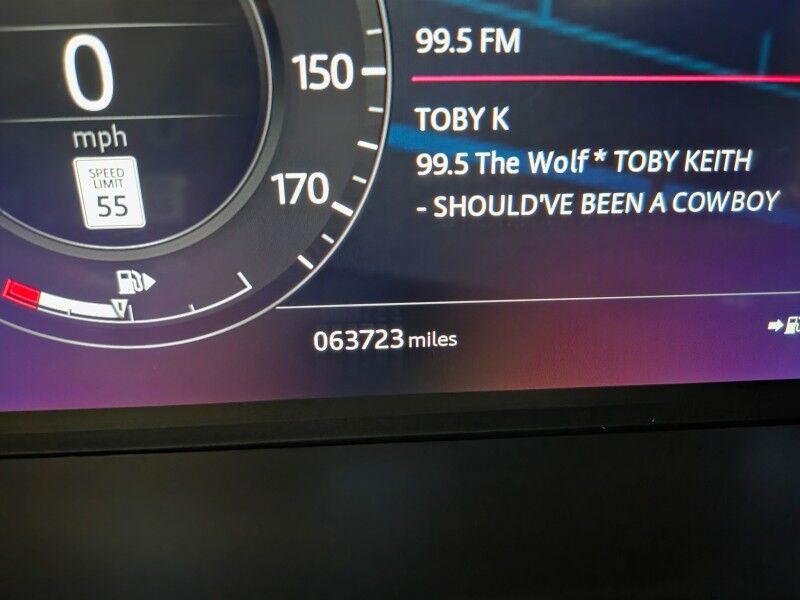 0
mph
SPEED
LIMIT
55
150
170
99.5 FM
TOBY K
99.5 The Wolf * TOBY KEITH
- SHOULD'VE BEEN A COWBOY
063723 miles